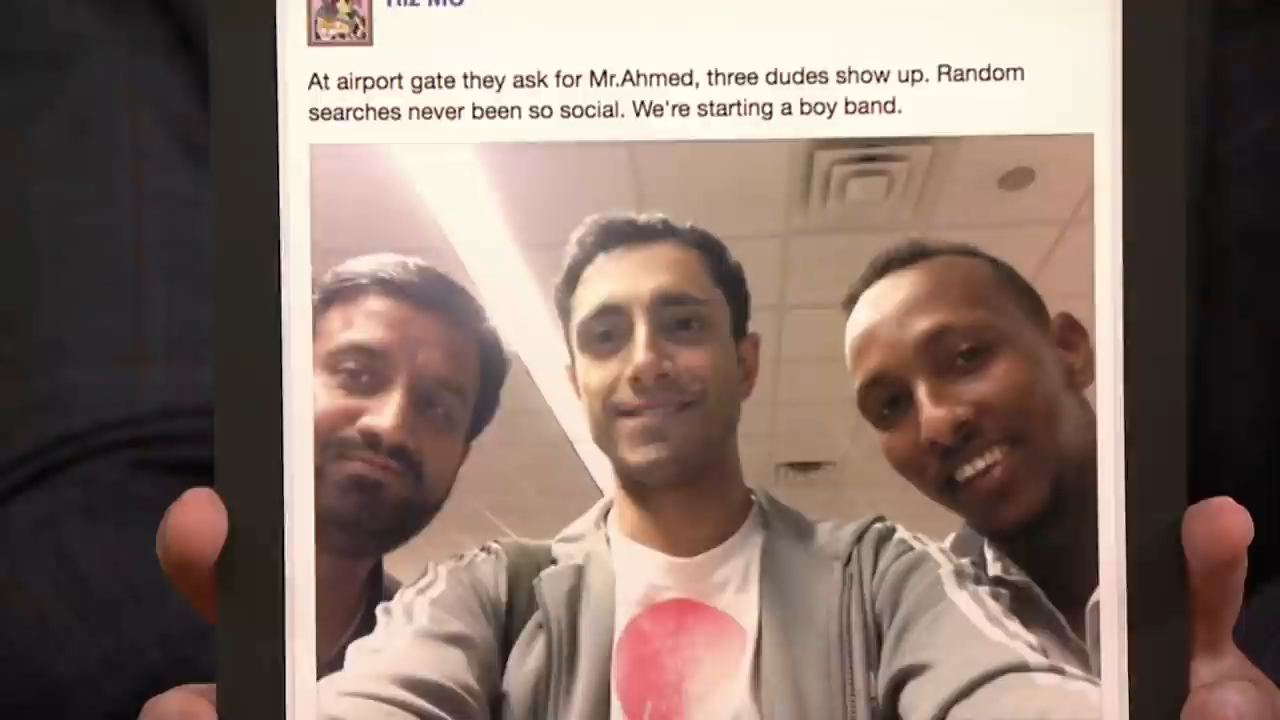 At airport gate they ask for Mr.Ahmed, three dudes show up. Random
searches never been so social. We're starting a boy band.